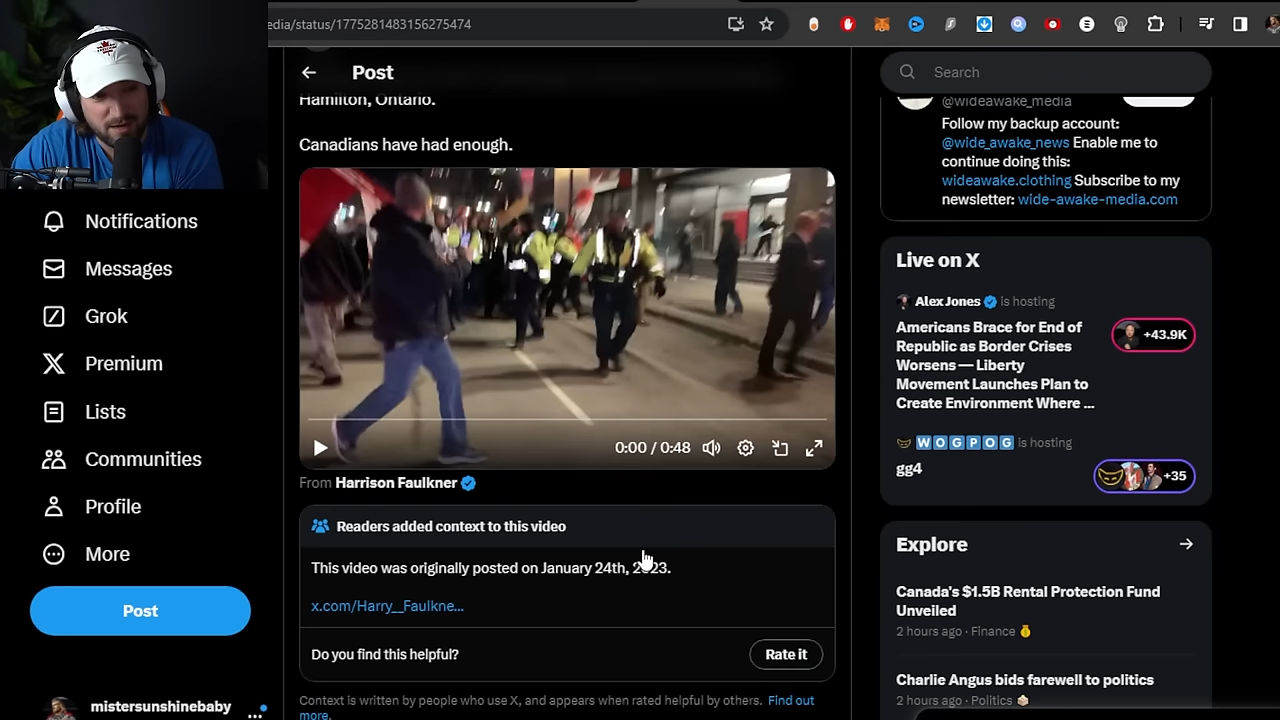 edia/status/1775281483156275474
Post
Search
Hamilton, Ontario.
Canadians have had enough.
0:00 / 0:48
From Harrison Faulkner
Readers added context to this video
This video was originally posted on January 24th, 2023.
x.com/Harry__Faulkne...
Do you find this helpful?
Rate it
Context is written by people who use X, and appears when rated helpful by others. Find out
more.
Notifications
Messages
Grok
Premium
Lists
Communities
Profile
More
Post
mistersunshinebaby
@wideawake_media
Follow my backup account:
@wide_awake_news Enable me to
continue doing this:
wideawake.clothing Subscribe to my
newsletter: wide-awake-media.com
Live on X
Alex Jones is hosting
Americans Brace for End of
Republic as Border Crises
Worsens — Liberty
Movement Launches Plan to
Create Environment Where ...
+43.9K
WOGPOG is hosting
gg4
+35
Explore
Canada's $1.5B Rental Protection Fund
Unveiled
2 hours ago · Finance
Charlie Angus bids farewell to politics
2 hours ago · Politics